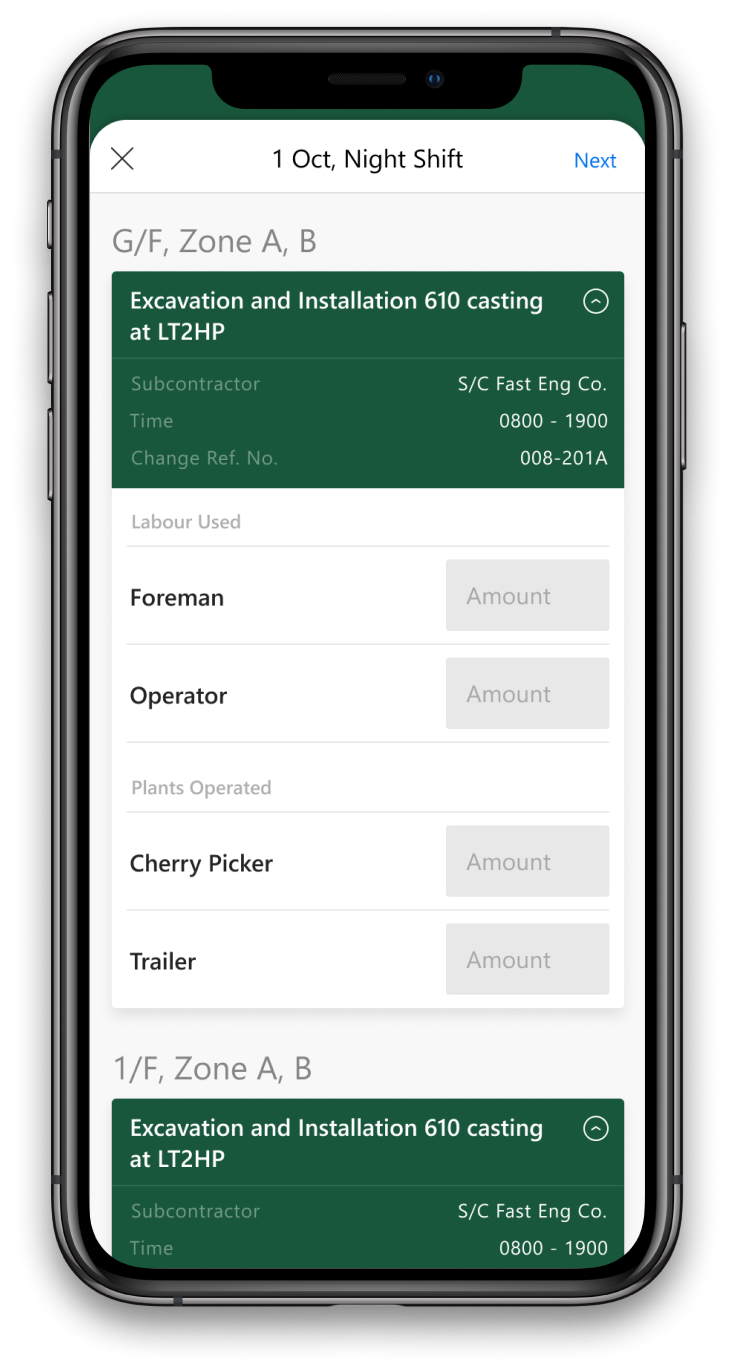 1 Oct, Night Shift
Next
G/F, Zone A, B
Excavation and Installation 610 casting
at LT2HP
Subcontractor S/C Fast Eng Co.
Time 0800 - 1900
Change Ref. No. 008-201A
Labour Used
Foreman Amount
Operator Amount
Plants Operated
Cherry Picker Amount
Trailer Amount
1/F, Zone A, B
Excavation and Installation 610 casting
at LT2HP
Subcontractor S/C Fast Eng Co.
Time 0800 - 1900